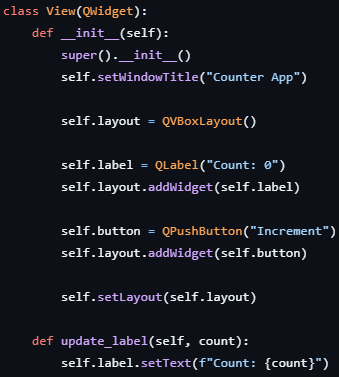 class View(QWidget):
    def __init__(self):
        super().__init__()
        self.setWindowTitle("Counter App")

        self.layout = QVBoxLayout()

        self.label = QLabel("Count: 0")
        self.layout.addWidget(self.label)

        self.button = QPushButton("Increment")
        self.layout.addWidget(self.button)

        self.setLayout(self.layout)

    def update_label(self, count):
        self.label.setText(f"Count: {count}")